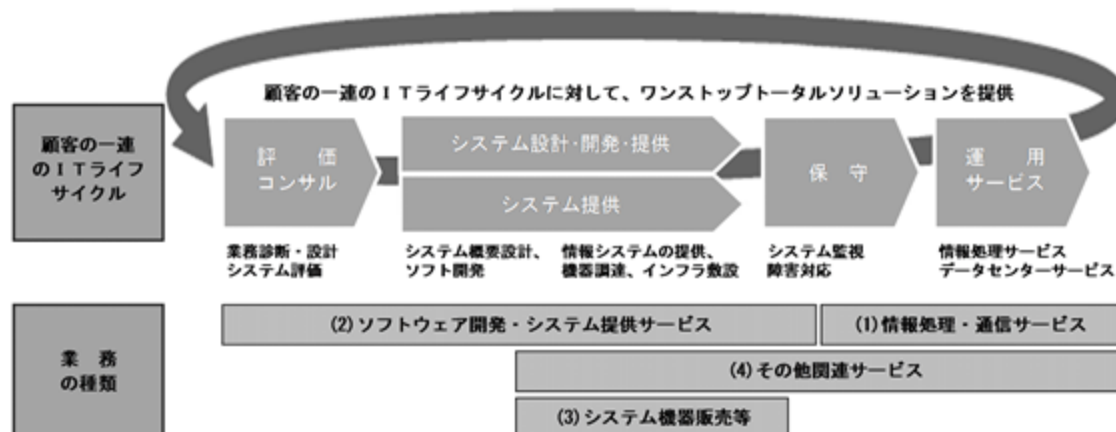 顧客の一連のITライフサイクルに対して、ワンストップトータルソリューションを提供
顧客の一連
のITライフ
サイクル
評　価
コンサル
システム設計・開発・提供
システム提供
保　守
運　用
サービス
業務診断・設計
システム評価
システム概要設計、
ソフト開発
情報システムの提供、
機器調達、インフラ敷設
システム監視
障害対応
情報処理サービス
データセンターサービス
業　務
の種類
(2)ソフトウェア開発・システム提供サービス
(1)情報処理・通信サービス
(4)その他関連サービス
(3)システム機器販売等